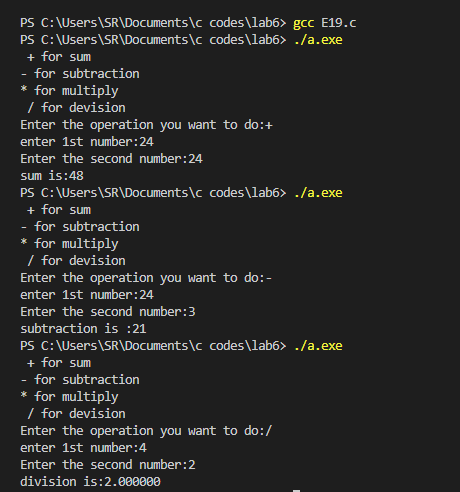 PS C:\Users\SR\Documents\c codes\lab6> gcc E19.c
PS C:\Users\SR\Documents\c codes\lab6> ./a.exe
 + for sum
- for subtraction
* for multiply
 / for devision
Enter the operation you want to do:+
enter 1st number:24
Enter the second number:24
sum is:48
PS C:\Users\SR\Documents\c codes\lab6> ./a.exe
 + for sum
- for subtraction
* for multiply
 / for devision
Enter the operation you want to do:-
enter 1st number:24
Enter the second number:3
subtraction is :21
PS C:\Users\SR\Documents\c codes\lab6> ./a.exe
 + for sum
- for subtraction
* for multiply
 / for devision
Enter the operation you want to do:/
enter 1st number:4
Enter the second number:2
division is:2.000000